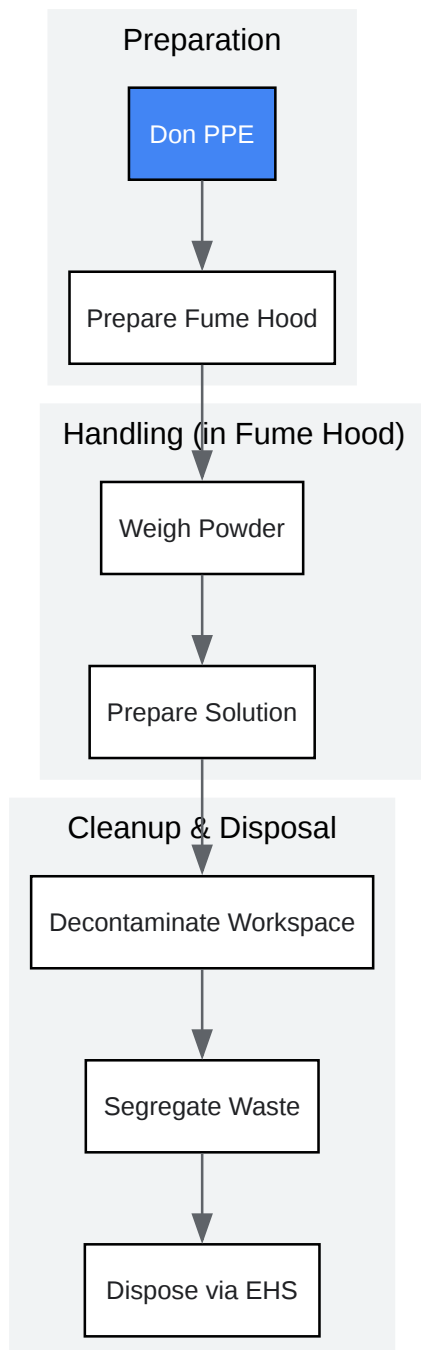 Preparation
Don PPE
Prepare Fume Hood
Handling (in Fume Hood)
Weigh Powder
Prepare Solution
Cleanup & Disposal
Decontaminate Workspace
Segregate Waste
Dispose via EHS